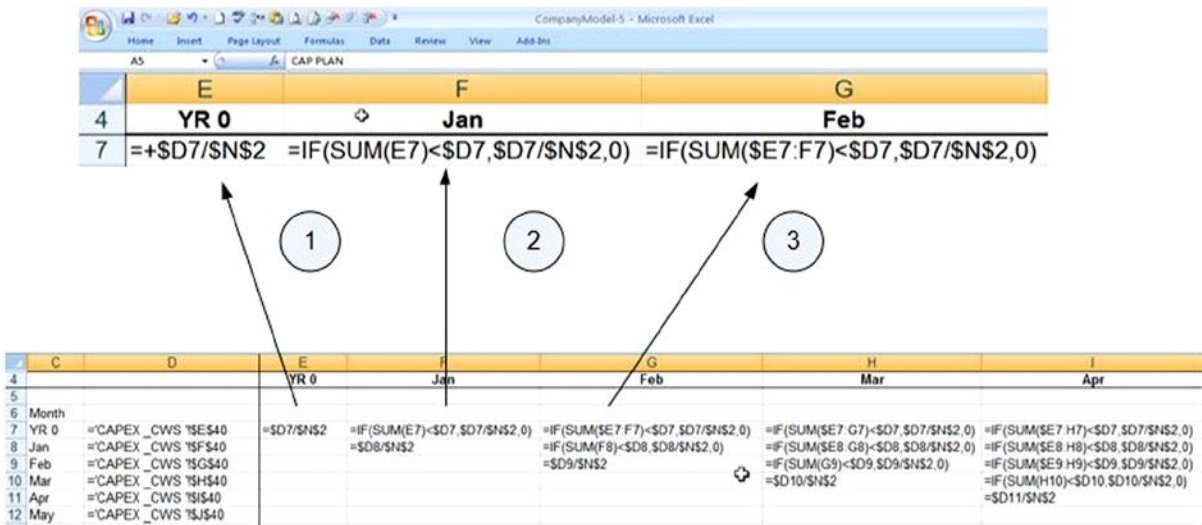 CompanyModel-5 - Microsoft Excel
Home Insert Page Layout Formulas Data Review View Add-Ins
A5 fx CAP PLAN
E F G
4 YR 0 Jan Feb
7 =+$D7/$N$2 =IF(SUM(E7)<$D7,$D7/$N$2,0) =IF(SUM($E7:F7)<$D7,$D7/$N$2,0)
1 2 3
C D E F G H I
4 YR 0 Jan Feb Mar Apr
5
6 Month
7 YR 0 ='CAPEX _CWS '!$E$40 =$D7/$N$2 =IF(SUM(E7)<$D7,$D7/$N$2,0) =IF(SUM($E7:F7)<$D7,$D7/$N$2,0) =IF(SUM($E7:G7)<$D7,$D7/$N$2,0) =IF(SUM($E7:H7)<$D7,$D7/$N$2,0)
8 Jan ='CAPEX _CWS '!$F$40 =$D8/$N$2 =IF(SUM(F8)<$D8,$D8/$N$2,0) =IF(SUM($E8:G8)<$D8,$D8/$N$2,0) =IF(SUM($E8:H8)<$D8,$D8/$N$2,0)
9 Feb ='CAPEX _CWS '!$G$40 =$D9/$N$2 =IF(SUM(G9)<$D9,$D9/$N$2,0) =IF(SUM($E9:H9)<$D9,$D9/$N$2,0)
10 Mar ='CAPEX _CWS '!$H$40 =$D10/$N$2 =IF(SUM(H10)<$D10,$D10/$N$2,0)
11 Apr ='CAPEX _CWS '!$I$40 =$D11/$N$2
12 May ='CAPEX _CWS '!$J$40